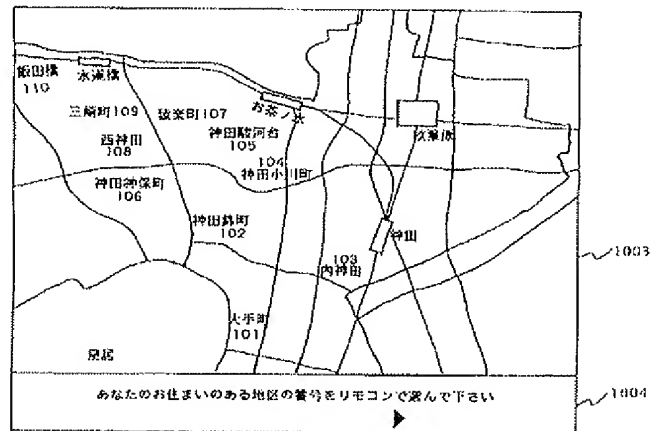 飯田橋
110
水道橋
三崎町109
猿楽町107
お茶ノ水
西神田
108
神田駿河台
105
秋葉原
104
神田小川町
神田神保町
106
神田錦町
102
神田
103
内神田
1003
大手町
101
皇居
あなたのお住まいのある地区の番号をリモコンで選んで下さい
1004